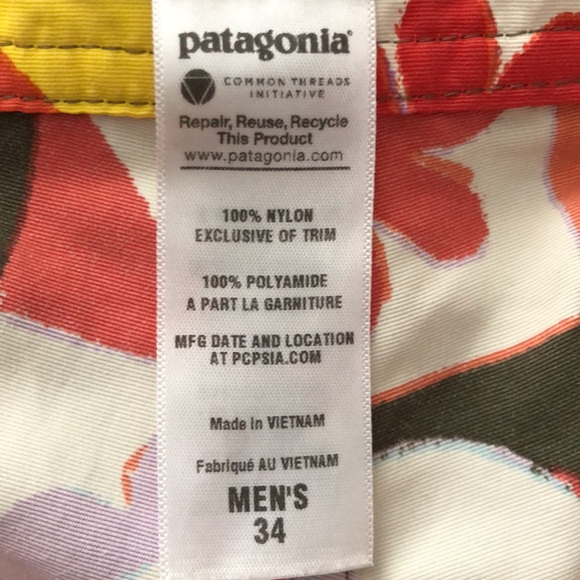 patagonia®
COMMON THREADS
INITIATIVE
Repair, Reuse, Recycle
This Product
www.patagonia.com
100% NYLON
EXCLUSIVE OF TRIM
100% POLYAMIDE
A PART LA GARNITURE
MFG DATE AND LOCATION
AT PCPSIA.COM
Made in VIETNAM
Fabriqué AU VIETNAM
MEN'S
34